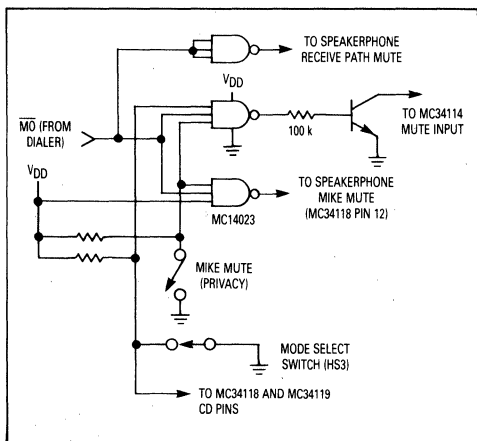 TO SPEAKERPHONE
RECEIVE PATH MUTE
VDD
MO (FROM
DIALER)
100 k
TO MC34114
MUTE INPUT
VDD
TO SPEAKERPHONE
MIKE MUTE
(MC34118 PIN 12)
MC14023
MIKE MUTE
(PRIVACY)
MODE SELECT
SWITCH (HS3)
TO MC34118 AND MC34119
CD PINS